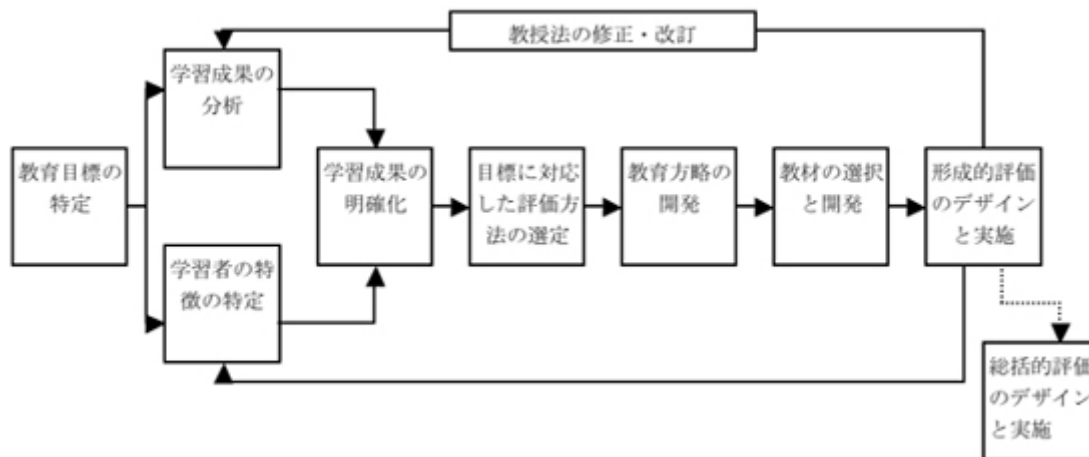 教授法の修正・改訂
学習成果の
分析
教育目標の
特定
学習者の特
徴の特定
学習成果の
明確化
目標に対応
した評価方
法の選定
教育方略の
開発
教材の選択
と開発
形成的評価
のデザイン
と実施
総括的評価
のデザイン
と実施